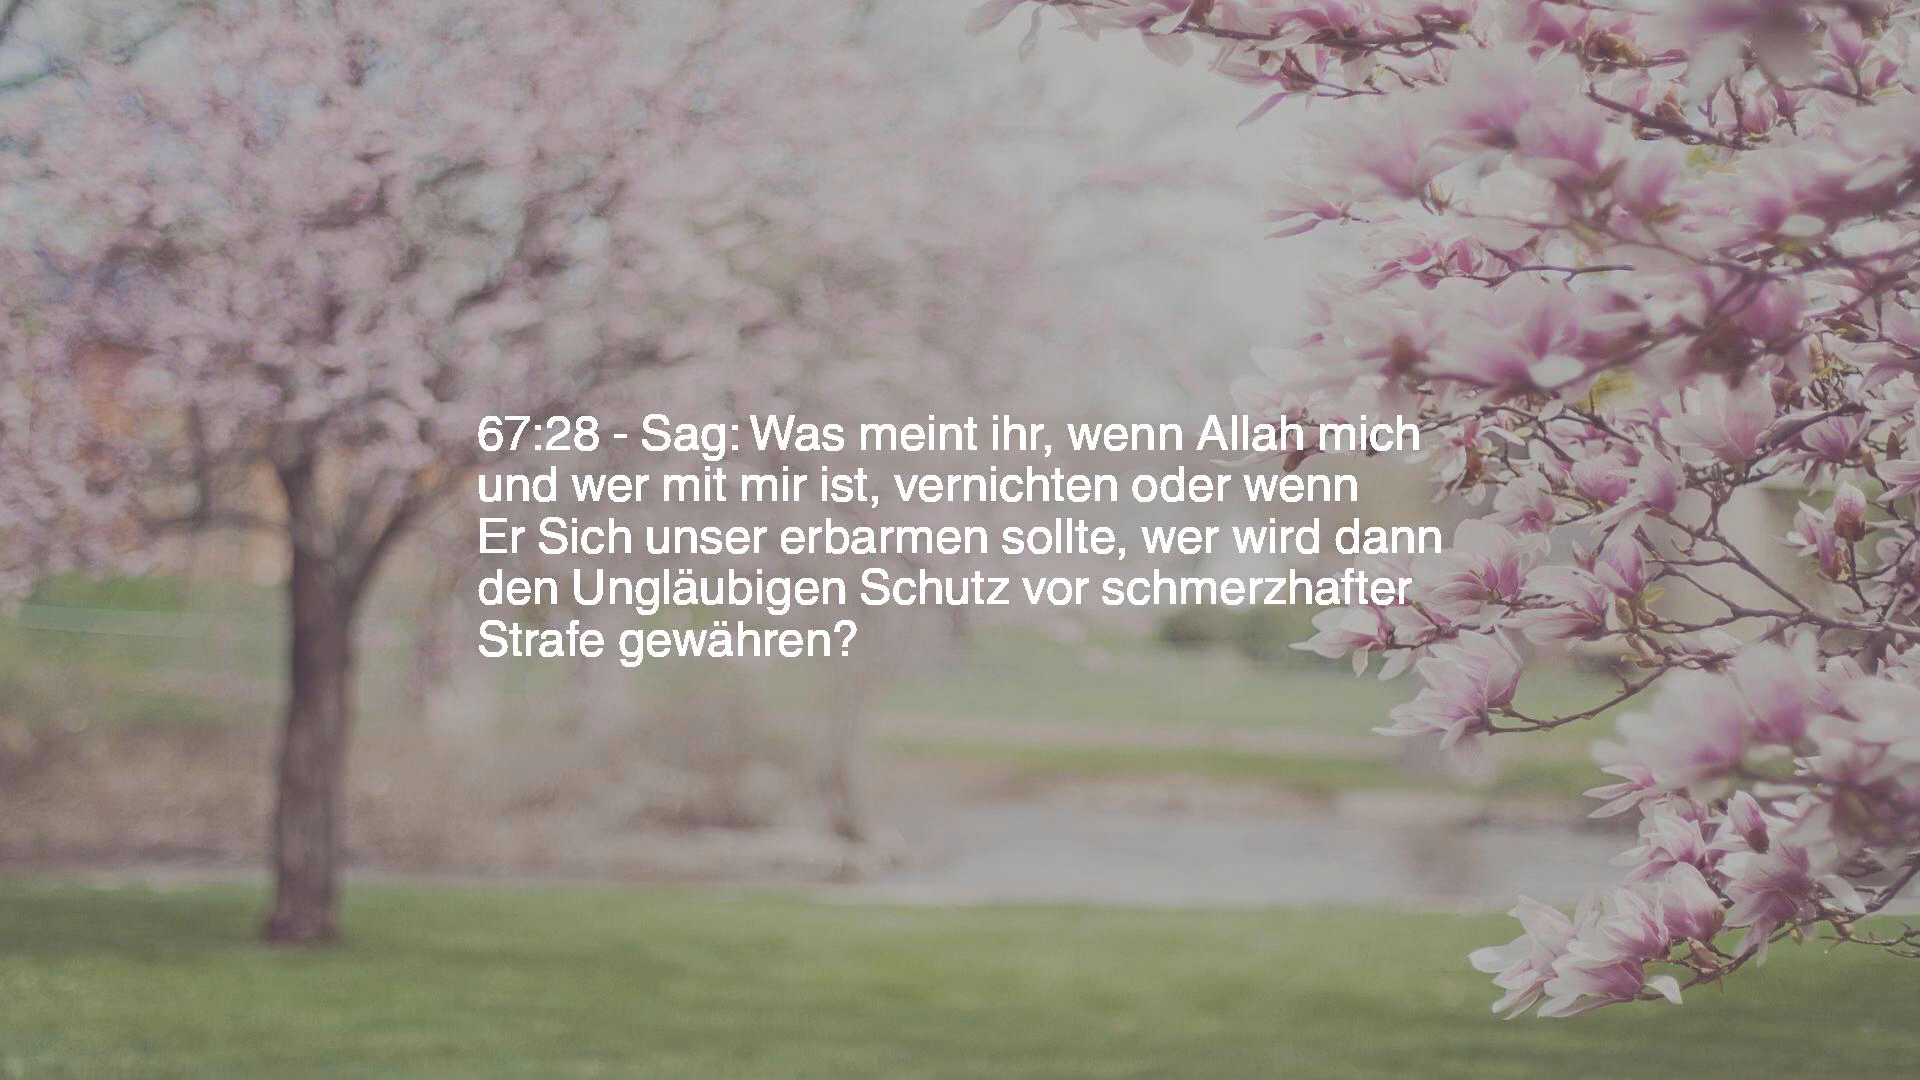 67:28 - Sag: Was meint ihr, wenn Allah mich
und wer mit mir ist, vernichten oder wenn
Er Sich unser erbarmen sollte, wer wird dann
den Ungläubigen Schutz vor schmerzhafter
Strafe gewähren?